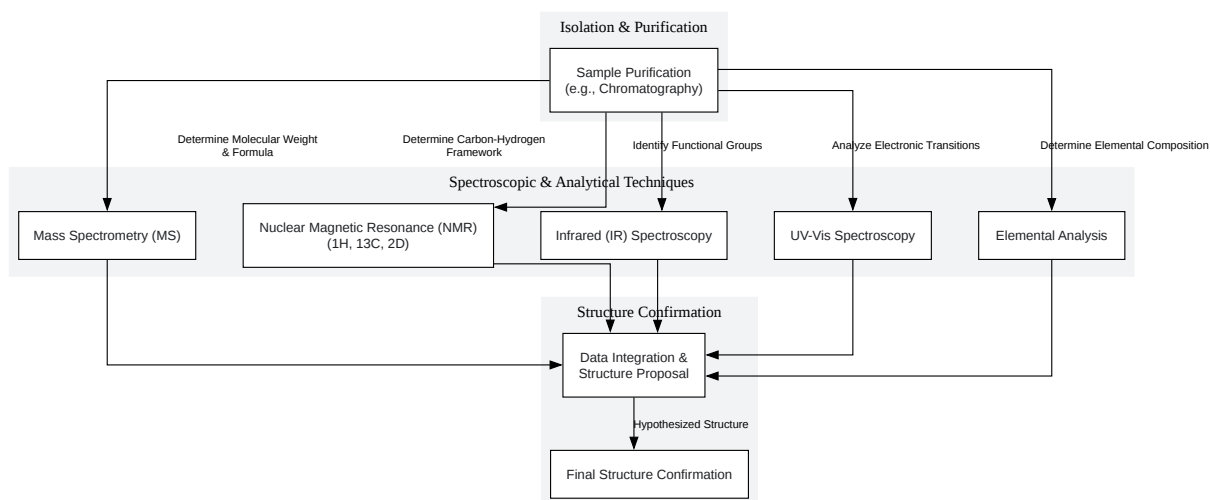 Isolation & Purification
Sample Purification
(e.g., Chromatography)
Determine Molecular Weight
& Formula
Determine Carbon-Hydrogen
Framework
Identify Functional Groups
Analyze Electronic Transitions
Determine Elemental Composition
Spectroscopic & Analytical Techniques
Mass Spectrometry (MS)
Nuclear Magnetic Resonance (NMR)
(1H, 13C, 2D)
Infrared (IR) Spectroscopy
UV-Vis Spectroscopy
Elemental Analysis
Structure Confirmation
Data Integration &
Structure Proposal
Hypothesized Structure
Final Structure Confirmation